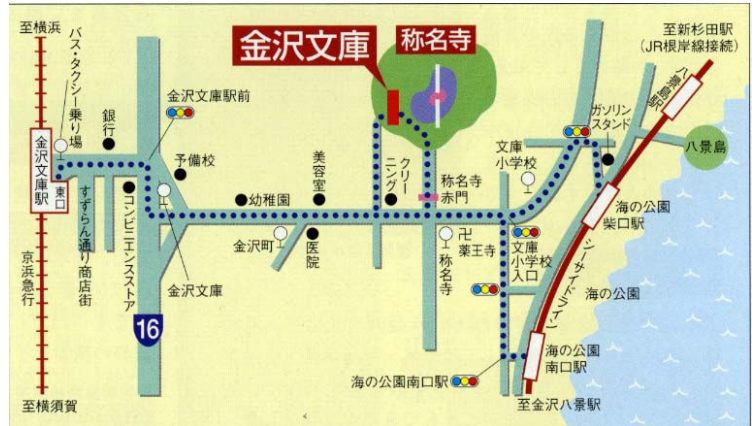 至横浜
バス・タクシー乗り場
銀行
金沢文庫駅前
金沢文庫
称名寺
至新杉田駅
(JR根岸線接続)
八景島駅
ガソリン
スタンド
八景島
文庫
小学校
金沢文庫駅
東口
予備校
美容室
クリー
ニング
称名寺
赤門
幼稚園
すずらん通り商店街
コンビニエンスストア
金沢文庫
金沢町
医院
称名寺
卍
薬王寺
文庫
小学校
入口
海の公園
柴口駅
シーサイドライン
海の公園
京浜急行
16
海の公園南口駅
海の公園
南口駅
至横須賀
至金沢八景駅